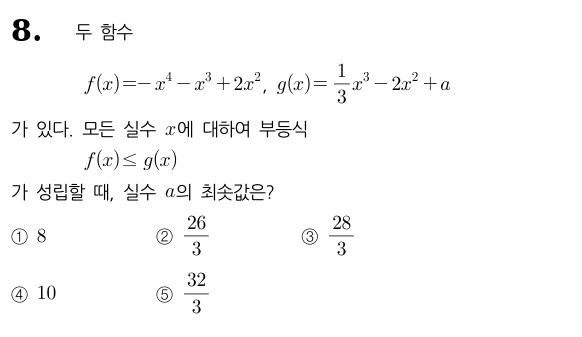 8. 두 함수
f(x)=-x⁴-x³+2x², g(x)=1/3x³-2x²+a
가 있다. 모든 실수 x에 대하여 부등식
f(x)≤g(x)
가 성립할 때, 실수 a의 최솟값은?
① 8 ② 26/3 ③ 28/3
④ 10 ⑤ 32/3